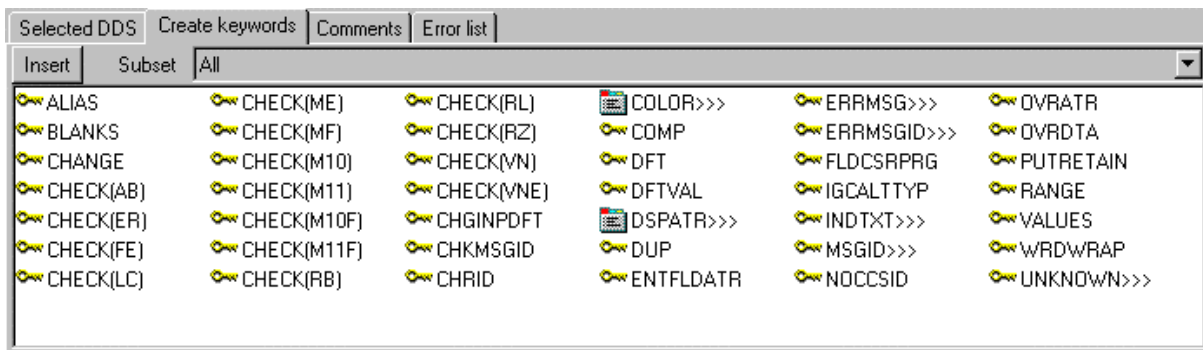 Selected DDS Create keywords Comments Error list
Insert Subset All
ALIAS CHECK(ME) CHECK(RL) COLOR>>> ERRMSG>>> OVRATR
BLANKS CHECK(MF) CHECK(RZ) COMP ERRMSGID>>> OVRDTA
CHANGE CHECK(M10) CHECK(VN) DFT FLDCSRPRG PUTRETAIN
CHECK(AB) CHECK(M11) CHECK(VNE) DFTVAL IGCALTTYP RANGE
CHECK(ER) CHECK(M10F) CHGINPDFT DSPATR>>> INDTXT>>> VALUES
CHECK(FE) CHECK(M11F) CHKMSGID DUP MSGID>>> WRDWRAP
CHECK(LC) CHECK(RB) CHRID ENTFLDATR NOCCSID UNKNOWN>>>